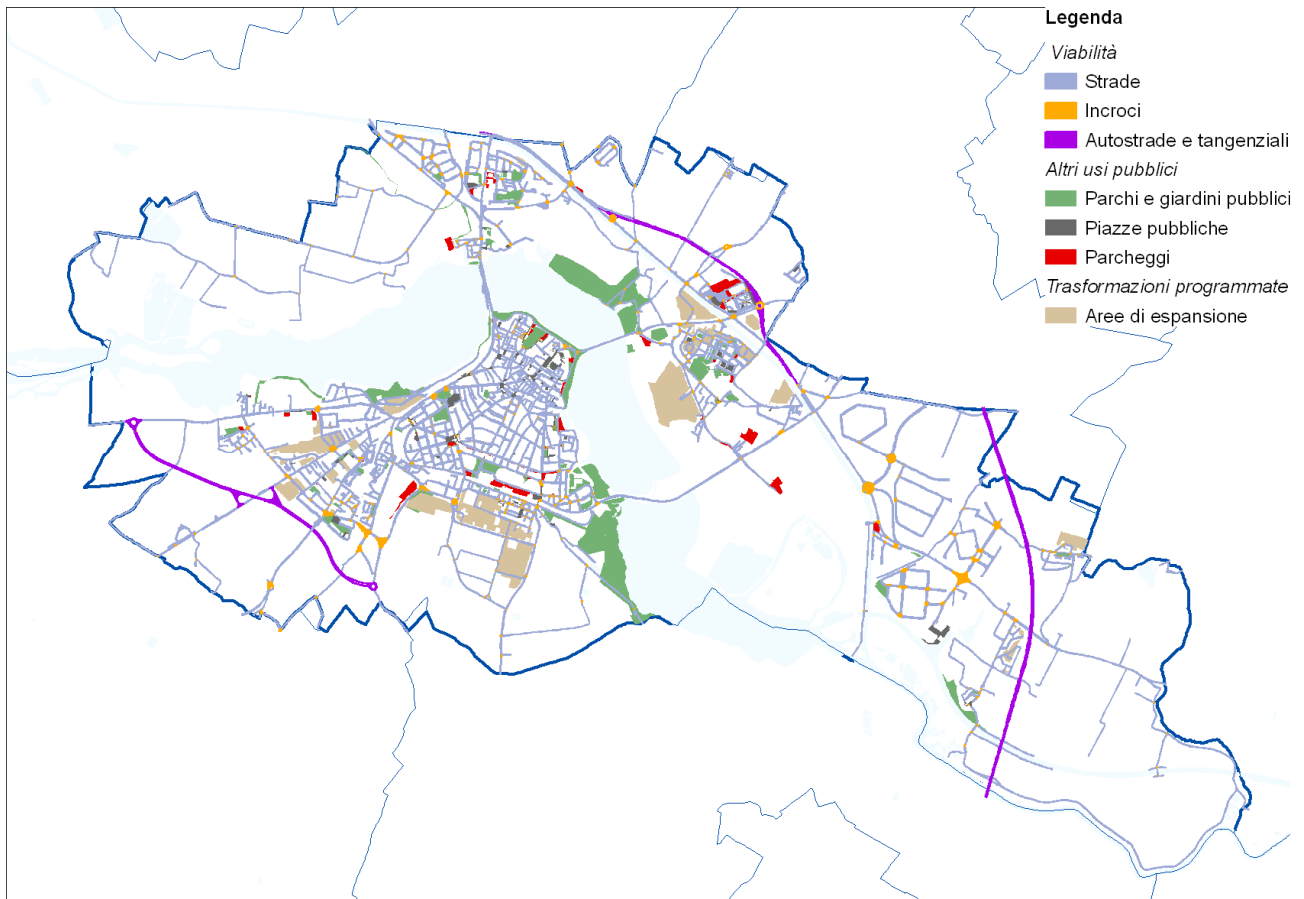 Legenda
Viabilità
Strade
Incroci
Autostrade e tangenziali
Altri usi pubblici
Parchi e giardini pubblici
Piazze pubbliche
Parcheggi
Trasformazioni programmate
Aree di espansione